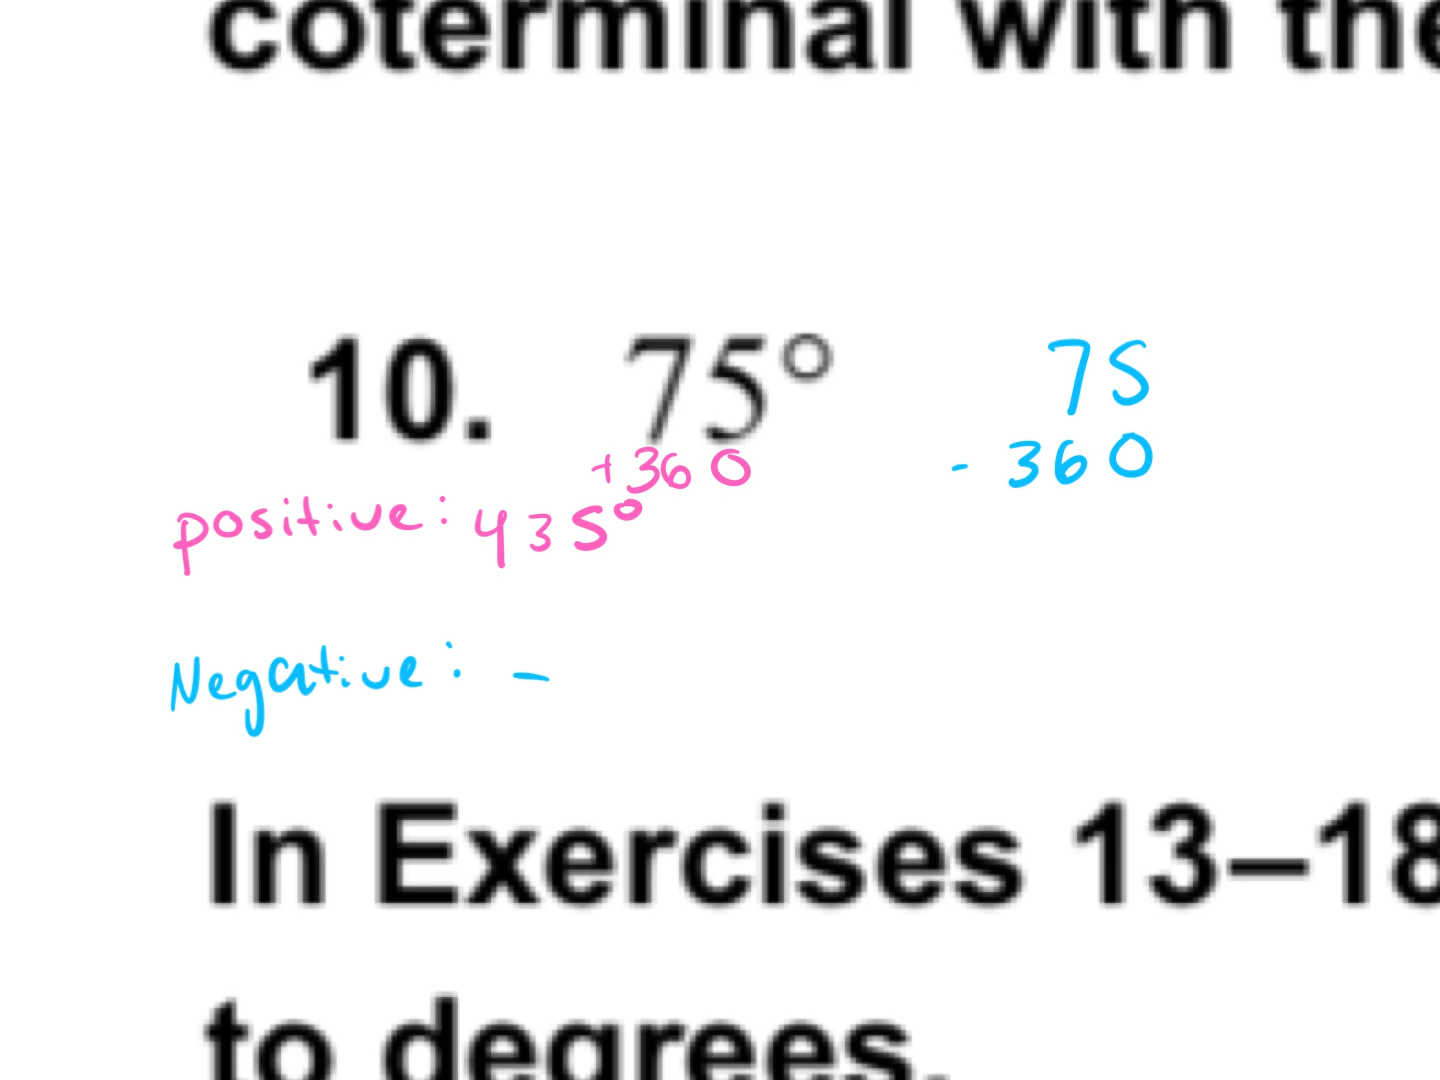 coterminal with the
10. 75° 75
+360 - 360
positive: 435°
Negative: -
In Exercises 13–18
to degrees.